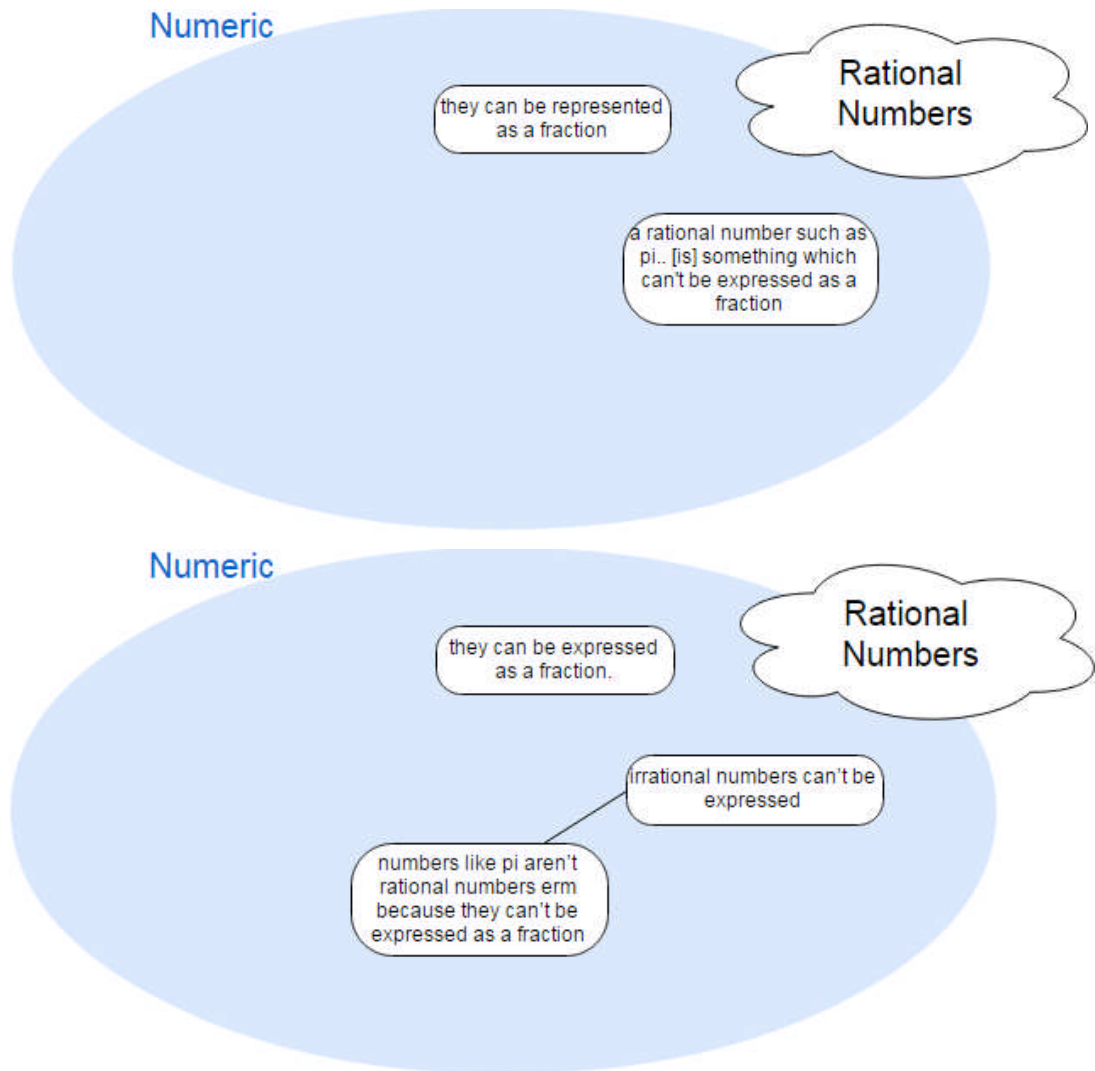 Numeric
Rational
Numbers
they can be represented
as a fraction
a rational number such as
pi.. [is] something which
can't be expressed as a
fraction
Numeric
Rational
Numbers
they can be expressed
as a fraction.
irrational numbers can't be
expressed
numbers like pi aren't
rational numbers erm
because they can't be
expressed as a fraction